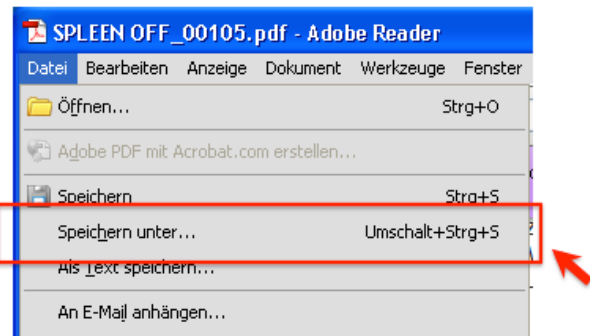 SPLEEN OFF_00105.pdf - Adobe Reader
Datei Bearbeiten Anzeige Dokument Werkzeuge Fenster
Öffnen... Strg+O
Adobe PDF mit Acrobat.com erstellen...
Speichern Strg+S
Speichern unter... Umschalt+Strg+S
Als Text speichern...
An E-Mail anhängen...